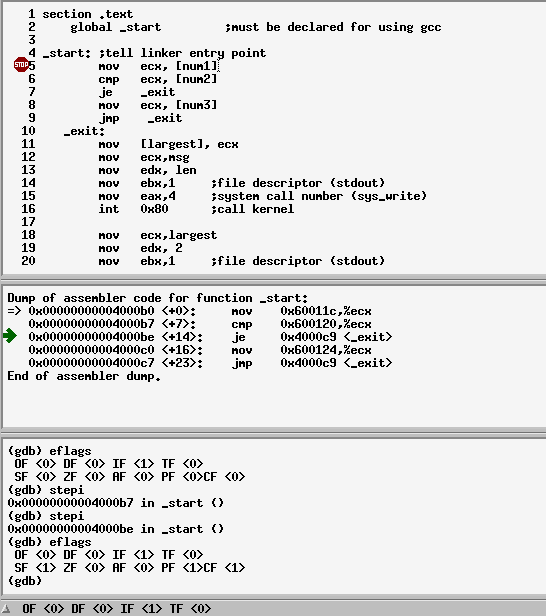 1 section .text
2 global _start ;must be declared for using gcc
3
4 _start: ;tell linker entry point
STOP 5 mov ecx, [num1]
6 cmp ecx, [num2]
7 je _exit
8 mov ecx, [num3]
9 jmp _exit
10 _exit:
11 mov [largest], ecx
12 mov ecx,msg
13 mov edx, len
14 mov ebx,1 ;file descriptor (stdout)
15 mov eax,4 ;system call number (sys_write)
16 int 0x80 ;call kernel
17
18 mov ecx,largest
19 mov edx, 2
20 mov ebx,1 ;file descriptor (stdout)
Dump of assembler code for function _start:
=> 0x00000000004000b0 <+0>: mov 0x60011c,%ecx
0x00000000004000b7 <+7>: cmp 0x600120,%ecx
0x00000000004000be <+14>: je 0x4000c9 <_exit>
0x00000000004000c0 <+16>: mov 0x600124,%ecx
0x00000000004000c7 <+23>: jmp 0x4000c9 <_exit>
End of assembler dump.
(gdb) eflags
OF <0> DF <0> IF <1> TF <0>
SF <0> ZF <0> AF <0> PF <0>CF <0>
(gdb) stepi
0x00000000004000b7 in _start ()
(gdb) stepi
0x00000000004000be in _start ()
(gdb) eflags
OF <0> DF <0> IF <1> TF <0>
SF <1> ZF <0> AF <0> PF <1>CF <1>
(gdb)
OF <0> DF <0> IF <1> TF <0>